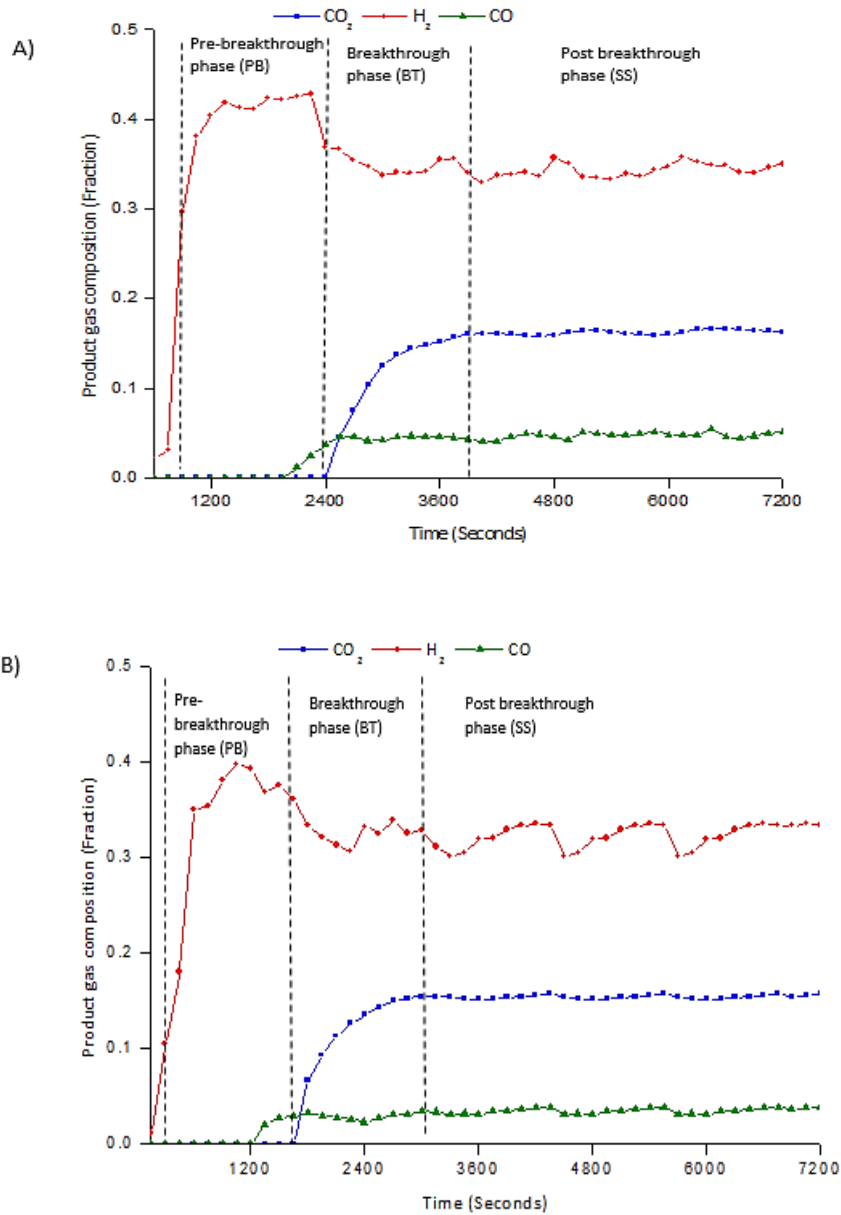 CO₂ H₂ CO
A)
Pre-breakthrough
phase (PB)
Breakthrough
phase (BT)
Post breakthrough
phase (SS)
Product gas composition (Fraction)
0.5
0.4
0.3
0.2
0.1
0.0
1200 2400 3600 4800 6000 7200
Time (Seconds)
B)
CO₂ H₂ CO
Pre-
breakthrough
phase (PB)
Breakthrough
phase (BT)
Post breakthrough
phase (SS)
Product gas composition (Fraction)
0.5
0.4
0.3
0.2
0.1
0.0
1200 2400 3600 4800 6000 7200
Time (Seconds)